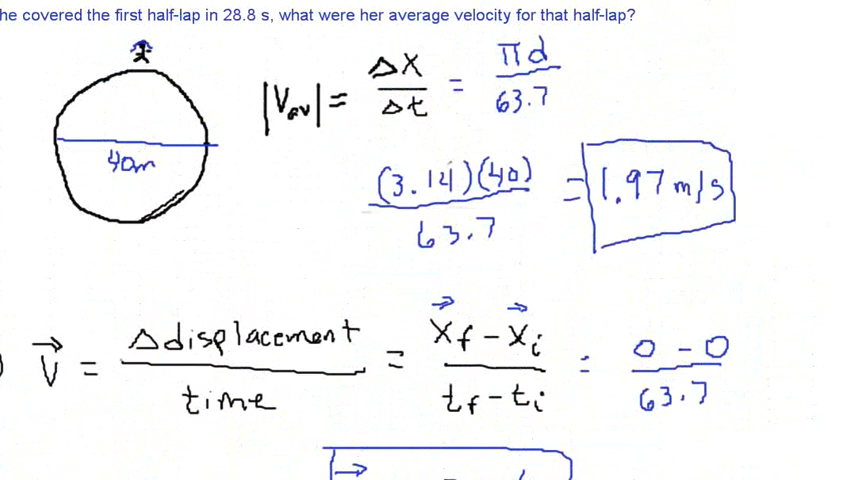 he covered the first half-lap in 28.8 s, what were her average velocity for that half-lap?
40m
|Vav| = Δx/Δt = πd/63.7
(3.14)(40)/63.7 = 1.97 m/s
) V⃗ = Δdisplacement/time = (x⃗f - x⃗i)/(tf - ti) = (0 - 0)/63.7